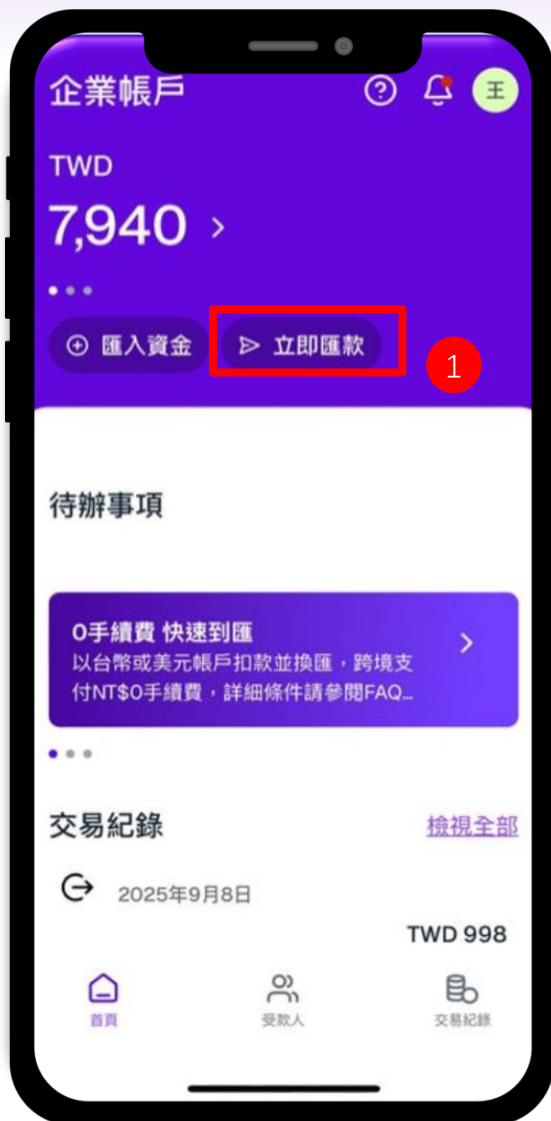 企業帳戶
王
TWD
7,940
匯入資金
立即匯款
1
待辦事項
0手續費 快速到匯
以台幣或美元帳戶扣款並換匯，跨境支
付NT$0手續費，詳細條件請參閱FAQ...
交易紀錄
檢視全部
2025年9月8日
TWD 998
首頁
受款人
交易紀錄